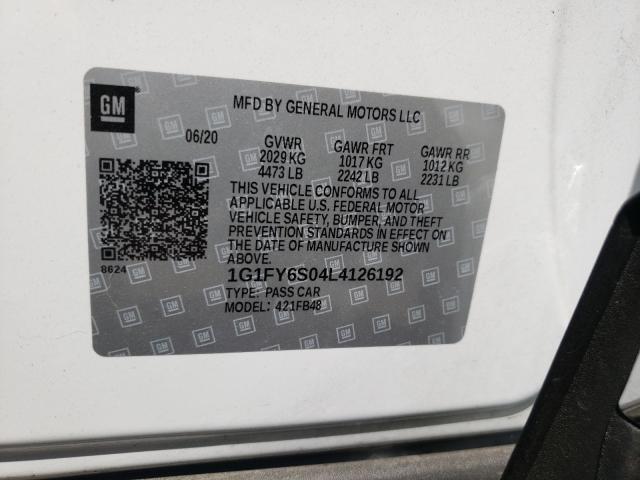 GM
MFD BY GENERAL MOTORS LLC
06/20
GVWR
2029 KG
4473 LB
GAWR FRT
1017 KG
2242 LB
GAWR RR
1012 KG
2231 LB
THIS VEHICLE CONFORMS TO ALL
APPLICABLE U.S. FEDERAL MOTOR
VEHICLE SAFETY, BUMPER, AND THEFT
PREVENTION STANDARDS IN EFFECT ON
THE DATE OF MANUFACTURE SHOWN
ABOVE.
8624
1G1FY6S04L4126192
TYPE: PASS CAR
MODEL: 421FB48